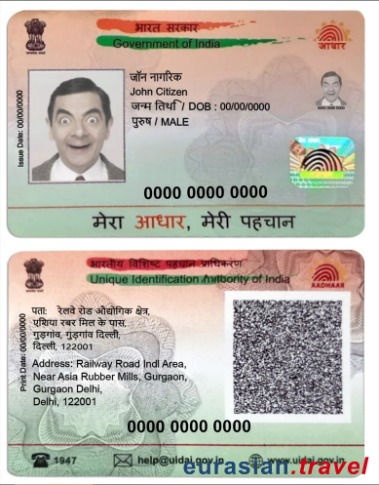 भारत सरकार
Government of India
आधार
Issue Date: 00/00/0000
जॉन नागरिक
John Citizen
जन्म तिथी / DOB : 00/00/0000
पुरुष / MALE
0000 0000 0000
मेरा आधार, मेरी पहचान
भारतीय विशिष्ट पहचान प्राधिकरण
Unique Identification Authority of India
AADHAAR
Print Date: 00/00/0000
पता: रेलवे रोड औद्योगिक क्षेत्र,
एशिया रबर मिल के पास,
गुड़गांव, गुड़गांव दिल्ली,
दिल्ली, 122001
Address: Railway Road Indl Area,
Near Asia Rubber Mills, Gurgaon,
Gurgaon Delhi,
Delhi, 122001
0000 0000 0000
1947
help@uidai.gov.in
www.uidai.gov.in
eurasian.travel